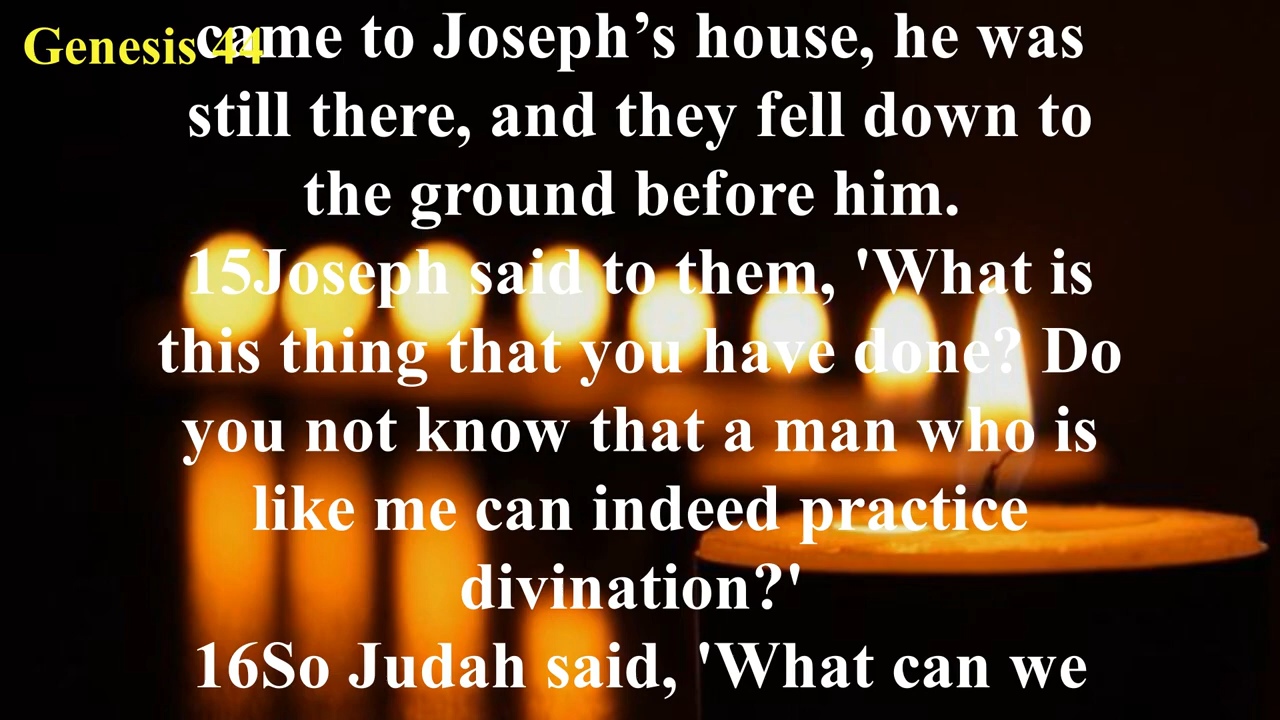 Genesis 44
came to Joseph’s house, he was
still there, and they fell down to
the ground before him.
15Joseph said to them, 'What is
this thing that you have done? Do
you not know that a man who is
like me can indeed practice
divination?'
16So Judah said, 'What can we